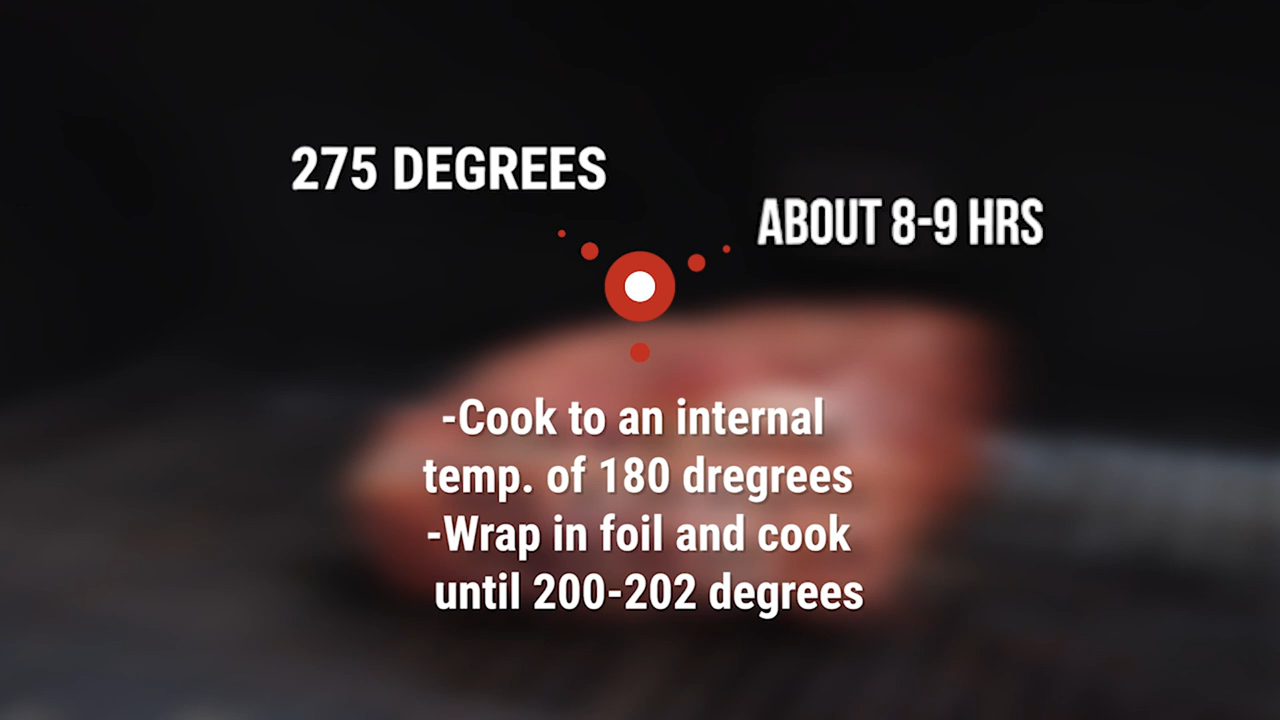 275 DEGREES
ABOUT 8-9 HRS
-Cook to an internal
temp. of 180 dregrees
-Wrap in foil and cook
until 200-202 degrees